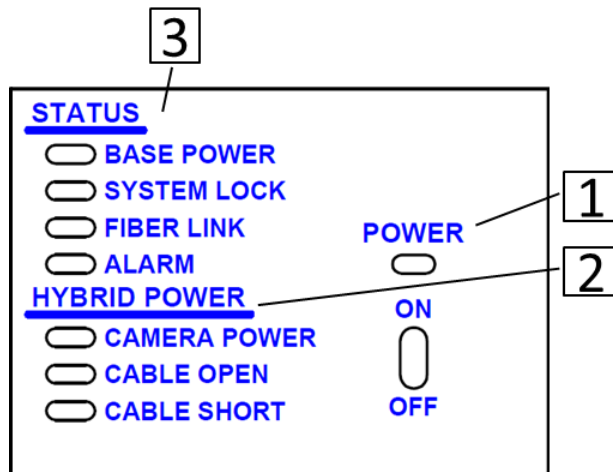 3
STATUS
BASE POWER
SYSTEM LOCK
FIBER LINK
ALARM
HYBRID POWER
CAMERA POWER
CABLE OPEN
CABLE SHORT
1
POWER
2
ON
OFF